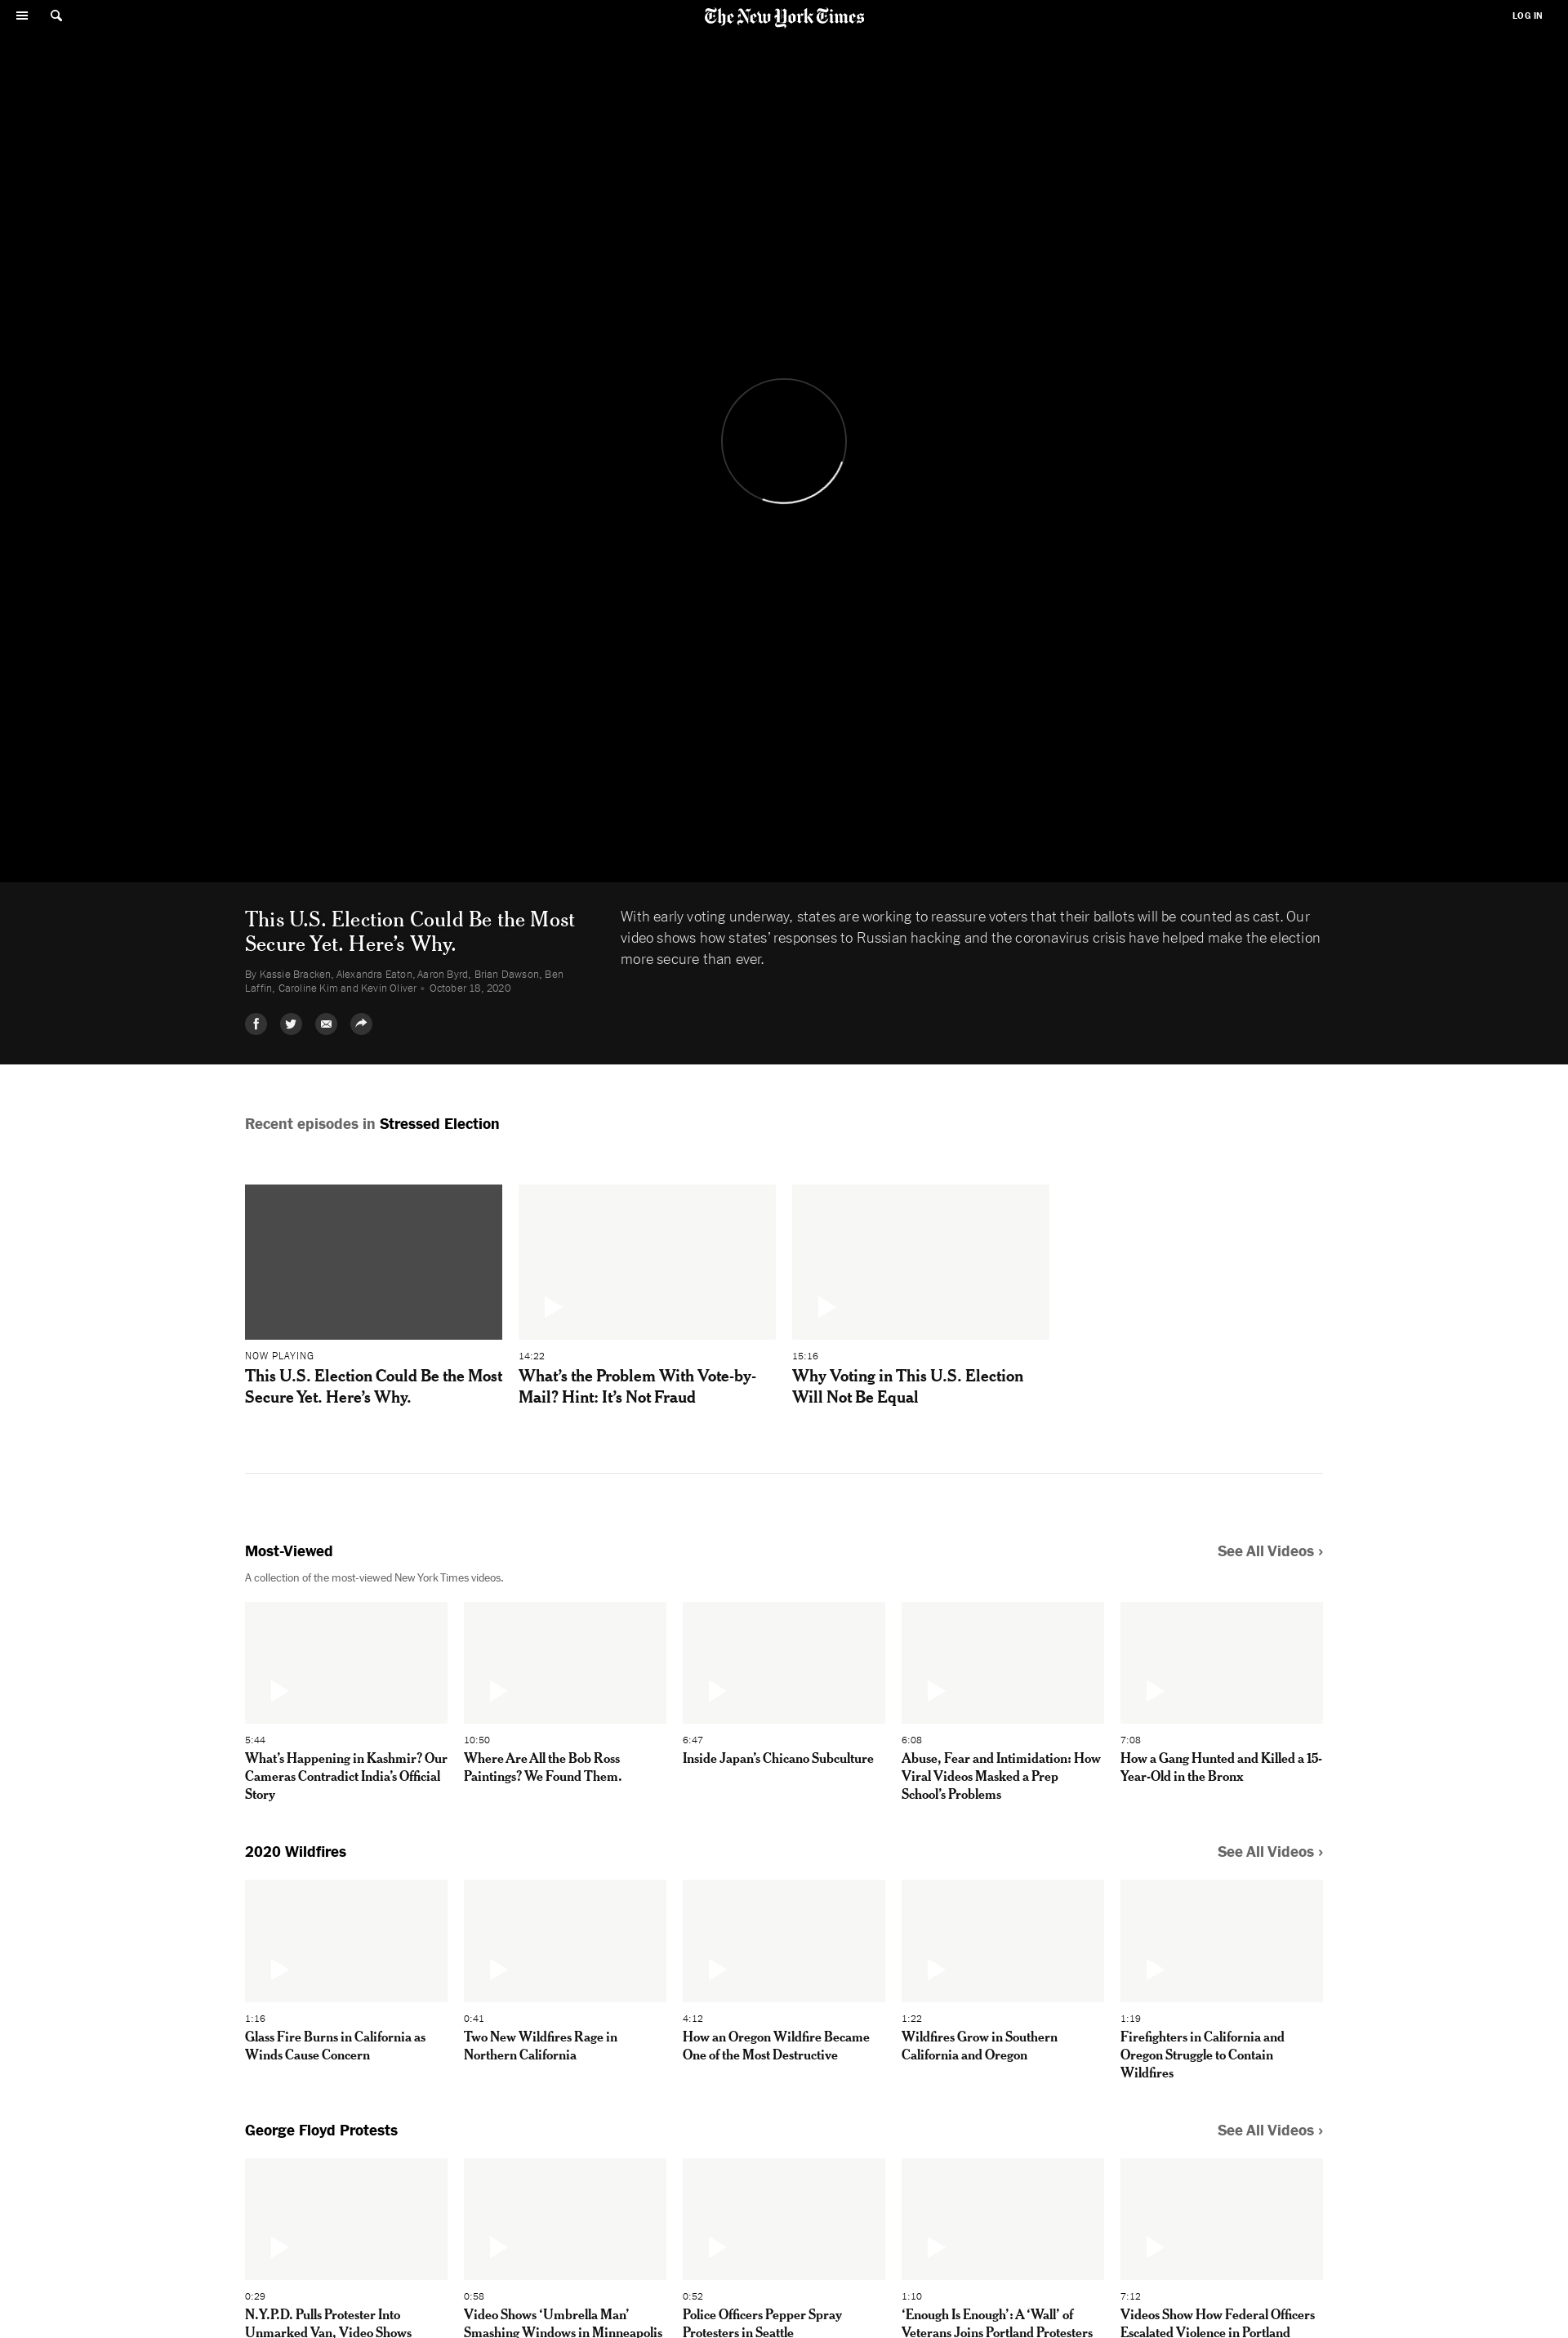 The New York Times
LOG IN
This U.S. Election Could Be the Most
Secure Yet. Here’s Why.
By Kassie Bracken, Alexandra Eaton, Aaron Byrd, Brian Dawson, Ben
Laffin, Caroline Kim and Kevin Oliver • October 18, 2020
With early voting underway, states are working to reassure voters that their ballots will be counted as cast. Our
video shows how states’ responses to Russian hacking and the coronavirus crisis have helped make the election
more secure than ever.
Recent episodes in Stressed Election
NOW PLAYING
This U.S. Election Could Be the Most
Secure Yet. Here’s Why.
14:22
What’s the Problem With Vote-by-
Mail? Hint: It’s Not Fraud
15:16
Why Voting in This U.S. Election
Will Not Be Equal
Most-Viewed
See All Videos ›
A collection of the most-viewed New York Times videos.
5:44
What’s Happening in Kashmir? Our
Cameras Contradict India’s Official
Story
10:50
Where Are All the Bob Ross
Paintings? We Found Them.
6:47
Inside Japan’s Chicano Subculture
6:08
Abuse, Fear and Intimidation: How
Viral Videos Masked a Prep
School’s Problems
7:08
How a Gang Hunted and Killed a 15-
Year-Old in the Bronx
2020 Wildfires
See All Videos ›
1:16
Glass Fire Burns in California as
Winds Cause Concern
0:41
Two New Wildfires Rage in
Northern California
4:12
How an Oregon Wildfire Became
One of the Most Destructive
1:22
Wildfires Grow in Southern
California and Oregon
1:19
Firefighters in California and
Oregon Struggle to Contain
Wildfires
George Floyd Protests
See All Videos ›
0:29
N.Y.P.D. Pulls Protester Into
Unmarked Van, Video Shows
0:58
Video Shows ‘Umbrella Man’
Smashing Windows in Minneapolis
0:52
Police Officers Pepper Spray
Protesters in Seattle
1:10
‘Enough Is Enough’: A ‘Wall’ of
Veterans Joins Portland Protesters
7:12
Videos Show How Federal Officers
Escalated Violence in Portland